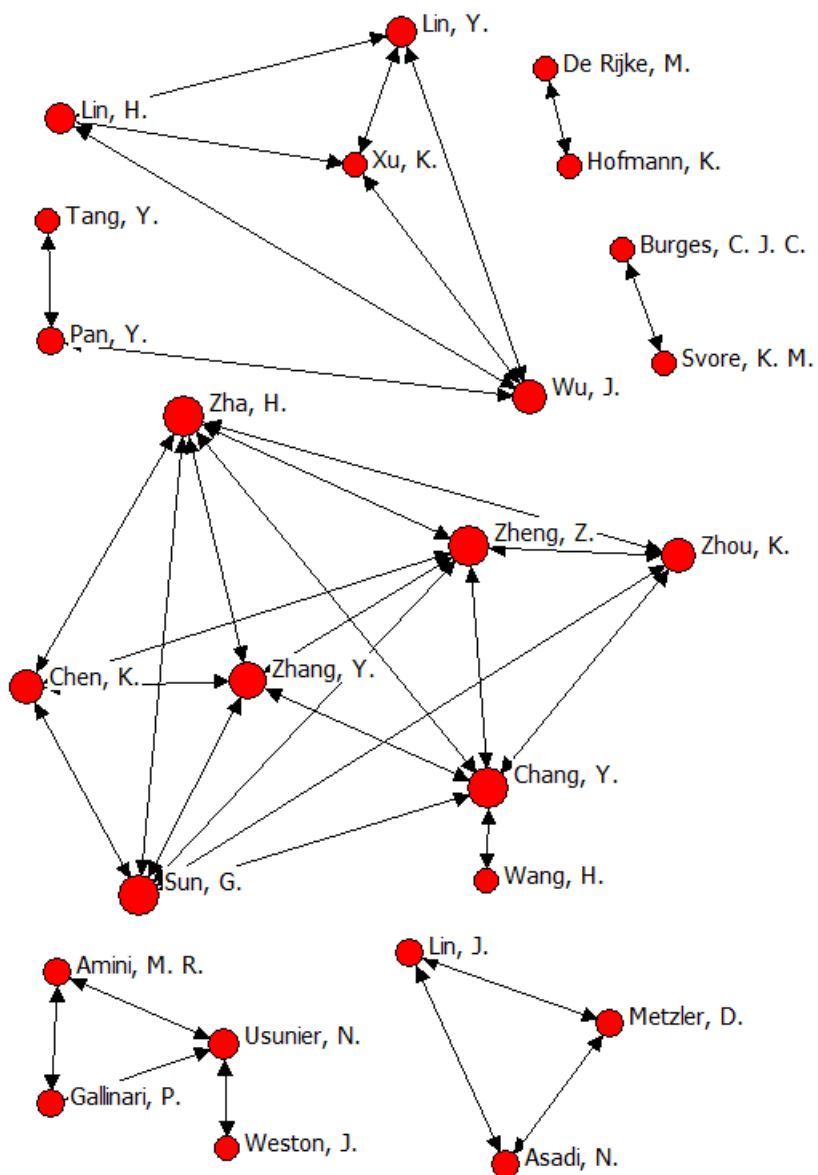 Lin, Y.
De Rijke, M.
Lin, H.
Xu, K.
Hofmann, K.
Tang, Y.
Burges, C. J. C.
Pan, Y.
Svore, K. M.
Wu, J.
Zha, H.
Zheng, Z.
Zhou, K.
Chen, K.
Zhang, Y.
Chang, Y.
Sun, G.
Wang, H.
Lin, J.
Amini, M. R.
Metzler, D.
Usunier, N.
Gallinari, P.
Weston, J.
Asadi, N.